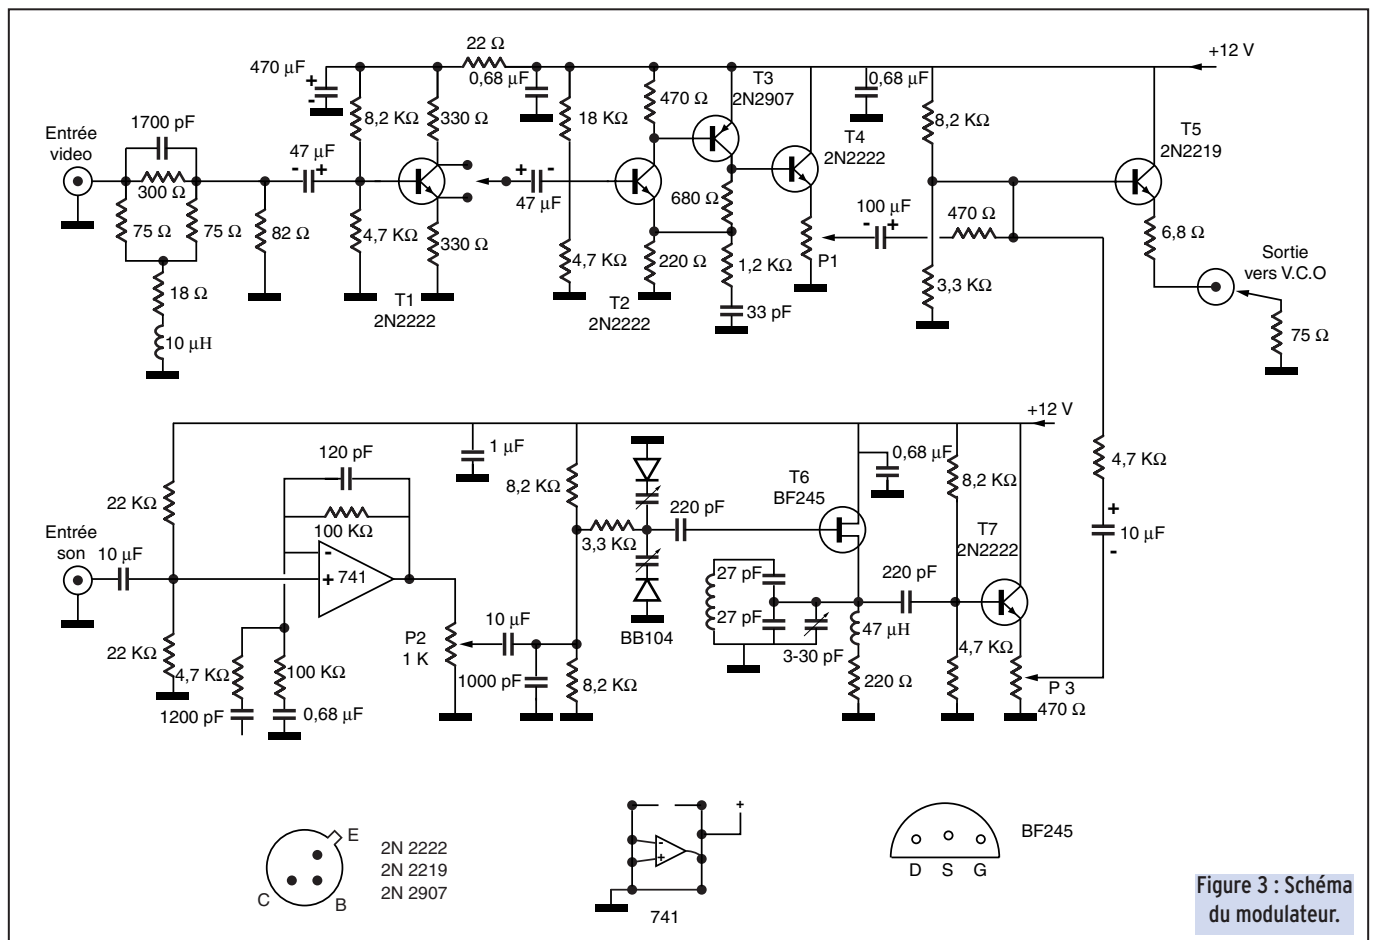 22 Ω
+12 V
470 µF
+
-
0,68 µF
T3
2N2907
0,68 µF
1700 pF
Entrée
video
8,2 KΩ
330 Ω
18 KΩ
470 Ω
T4
2N2222
8,2 KΩ
T5
2N2219
47 µF
- +
300 Ω
+ -
47 µF
680 Ω
100 µF
- +
470 Ω
75 Ω
75 Ω
82 Ω
4,7 KΩ
330 Ω
4,7 KΩ
220 Ω
1,2 KΩ
P1
6,8 Ω
Sortie
vers V.C.O
18 Ω
T1
2N2222
T2
2N2222
33 pF
3,3 KΩ
10 µH
75 Ω
+12 V
120 pF
1 µF
0,68 µF
4,7 KΩ
22 KΩ
100 KΩ
8,2 KΩ
T6
BF245
8,2 KΩ
220 pF
T7
2N2222
+
10 µF
-
Entrée
son
10 µF
-
+ 741
3,3 KΩ
27 pF
220 pF
27 pF
BB104
P2
1 K
10 µF
3-30 pF
47 µH
4,7 KΩ
22 KΩ
4,7 KΩ
100 KΩ
1000 pF
8,2 KΩ
220 Ω
P 3
470 Ω
1200 pF
0,68 µF
E
C
B
2N 2222
2N 2219
2N 2907
+
-
+
741
BF245
D S G
Figure 3 : Schéma
du modulateur.